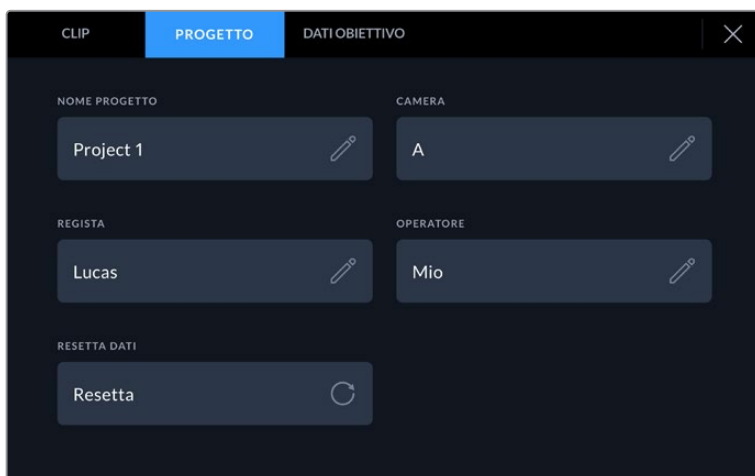 CLIP
PROGETTO
DATI OBIETTIVO
NOME PROGETTO
CAMERA
Project 1
A
REGISTA
OPERATORE
Lucas
Mio
RESETTA DATI
Resetta